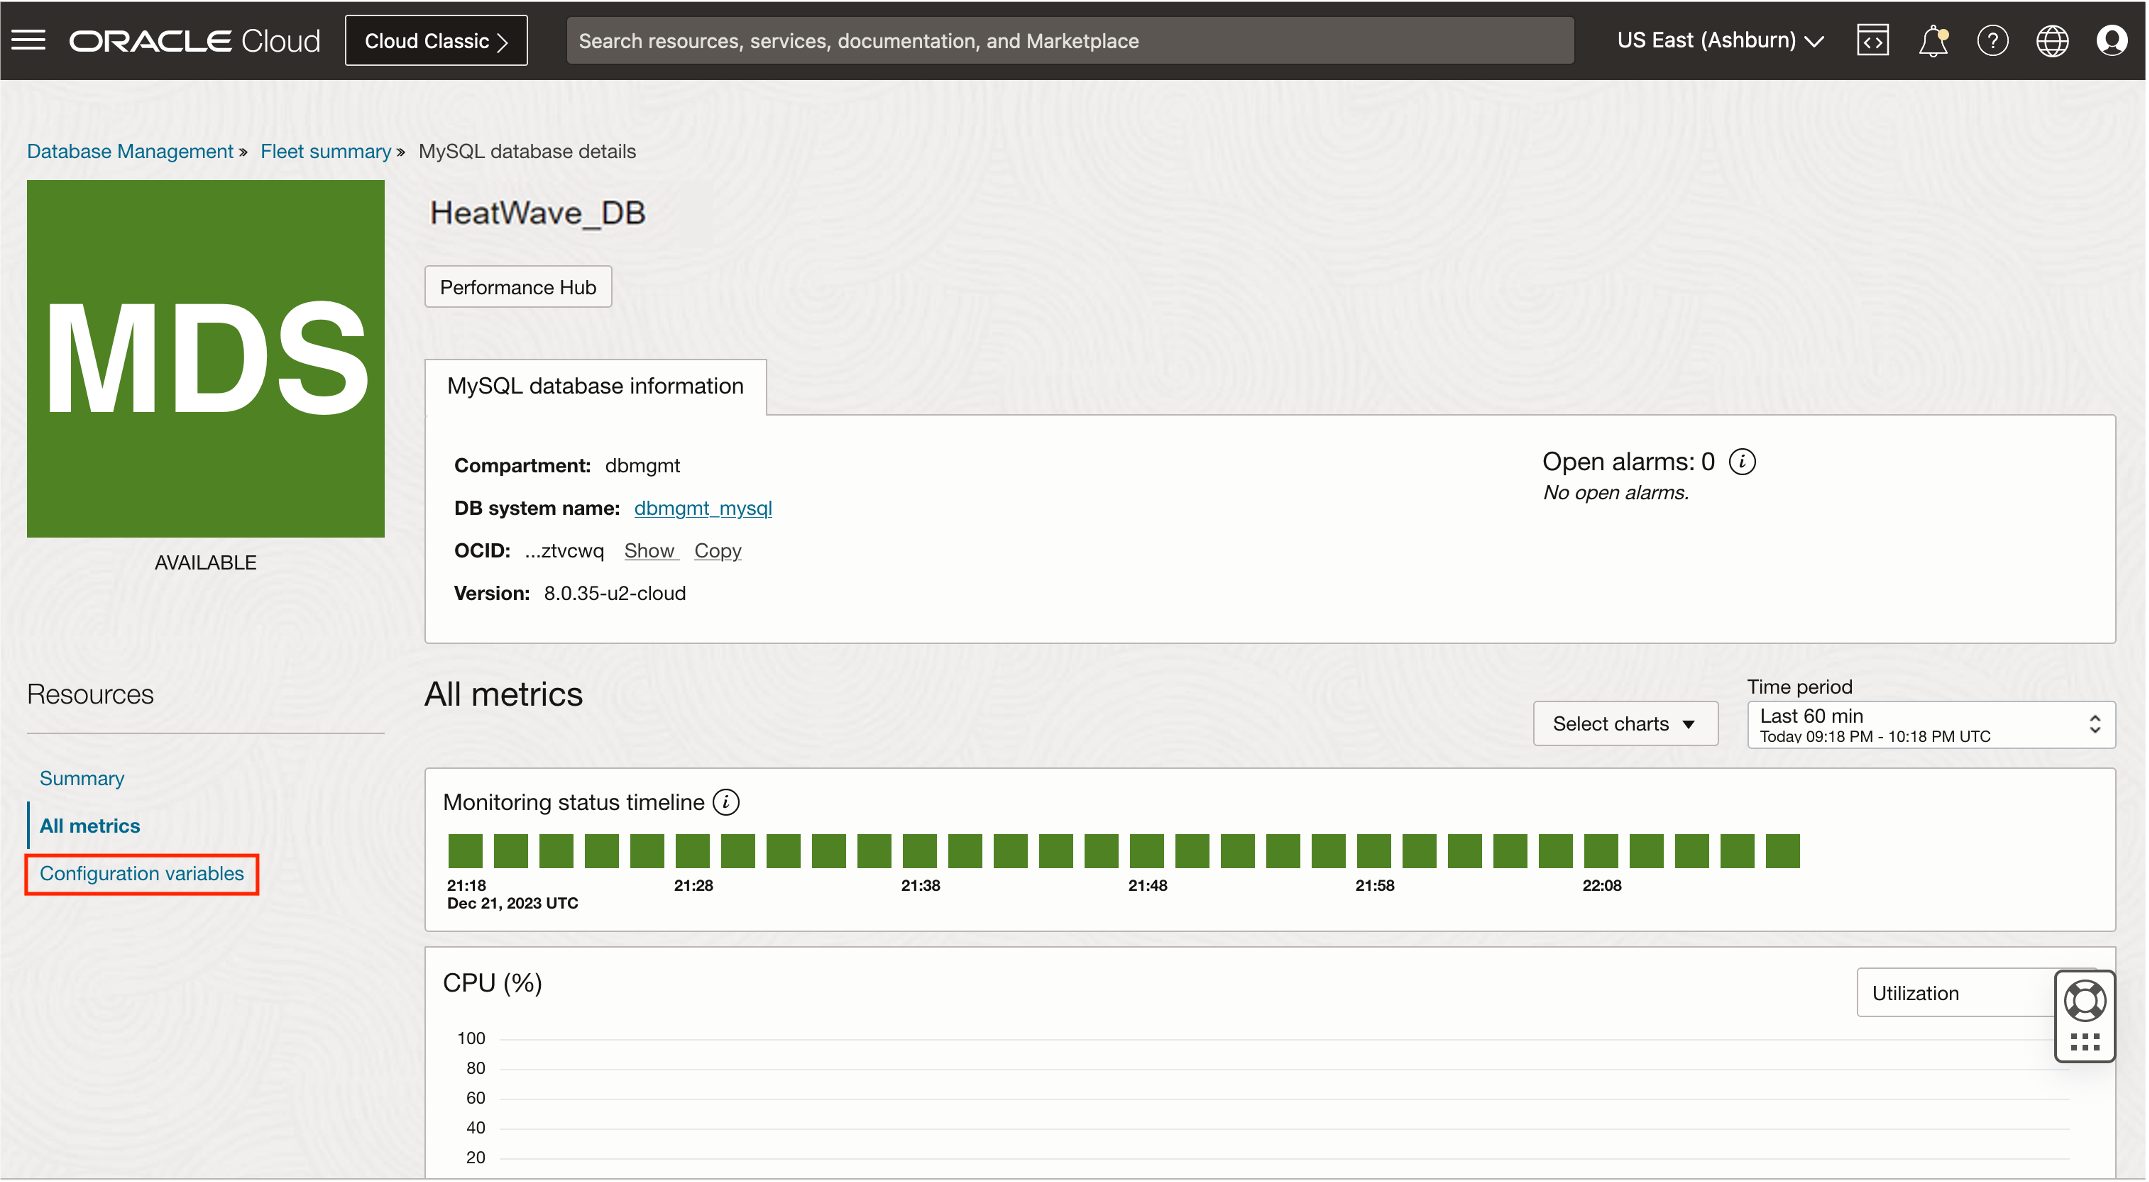 ORACLE Cloud
Cloud Classic
Search resources, services, documentation, and Marketplace
US East (Ashburn)
Database Management » Fleet summary » MySQL database details
MDS
AVAILABLE
HeatWave_DB
Performance Hub
MySQL database information
Compartment: dbmgmt
DB system name: dbmgmt_mysql
OCID: ...ztvcwq Show Copy
Version: 8.0.35-u2-cloud
Open alarms: 0
No open alarms.
Resources
Summary
All metrics
Configuration variables
All metrics
Select charts
Time period
Last 60 min
Today 09:18 PM - 10:18 PM UTC
Monitoring status timeline
21:18 21:28 21:38 21:48 21:58 22:08
Dec 21, 2023 UTC
CPU (%)
Utilization
100
80
60
40
20